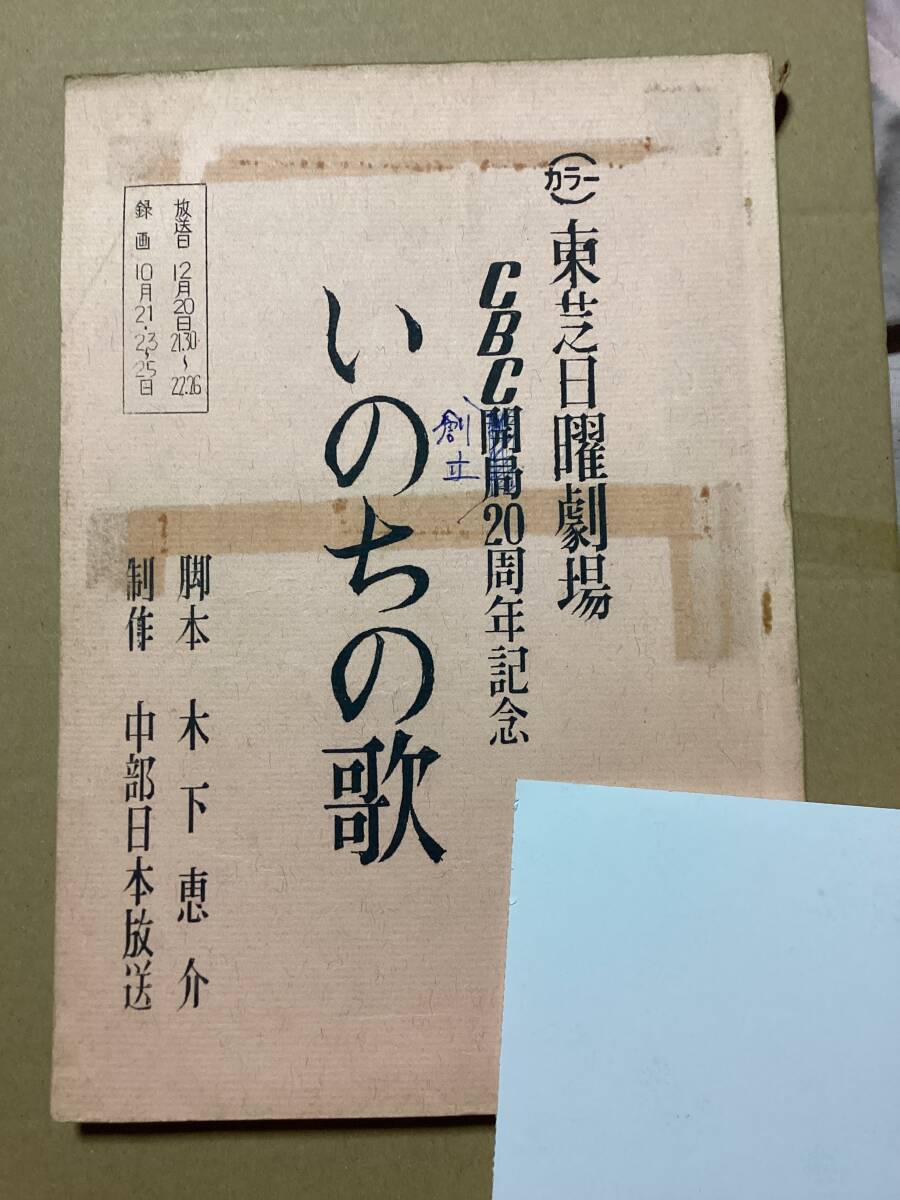 (カラー)
東芝日曜劇場
CBC開局20周年記念
創立
いのちの歌
脚本 木下恵介
制作 中部日本放送
放送日 12月20日 21.30〜22.26
録画 10月21・23〜25日